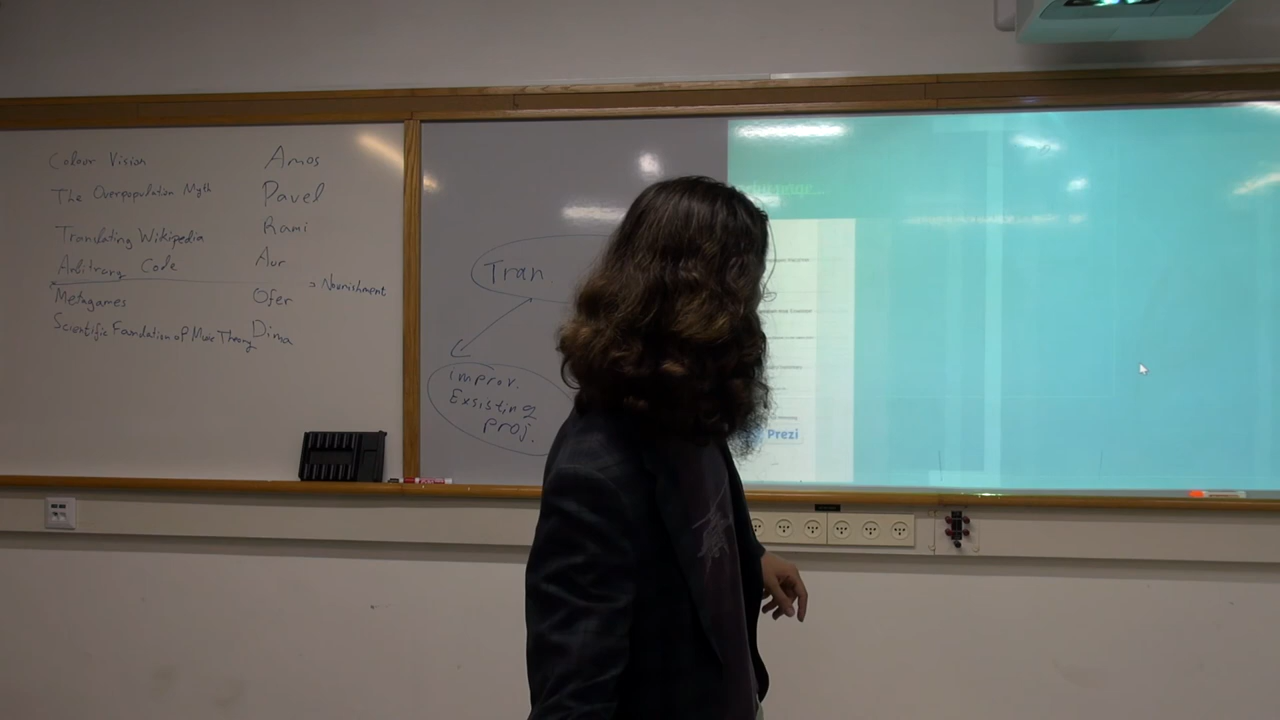 Colour Vision Amos
The Overpopulation Myth Pavel
Translating Wikipedia Rami
Arbitrary Code Aur
Nourishment
Metagames Ofer
Scientific Foundation of Music Theory Dima
Tran
improv.
Exsisting
proj.
Prezi